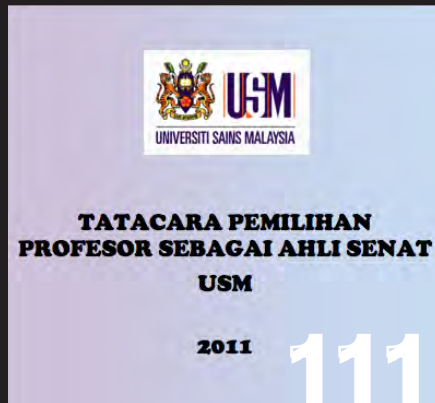 USM
UNIVERSITI SAINS MALAYSIA
TATACARA PEMILIHAN
PROFESOR SEBAGAI AHLI SENAT
USM
2011
111